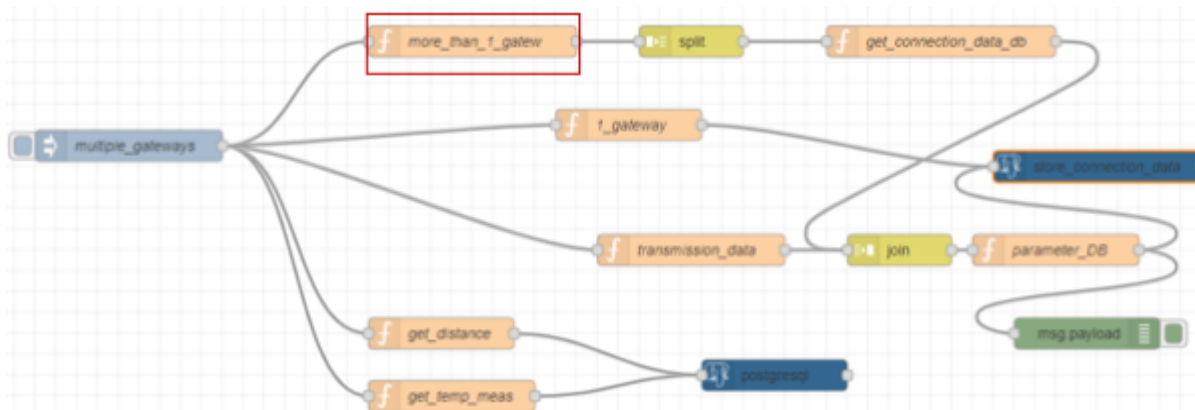 more_than_1_gatew
split
get_connection_data_db
1_gateway
multiple_gateways
store_connection_data
transmission_data
join
parameter_DB
get_distance
msg.payload
postgresql
get_temp_meas